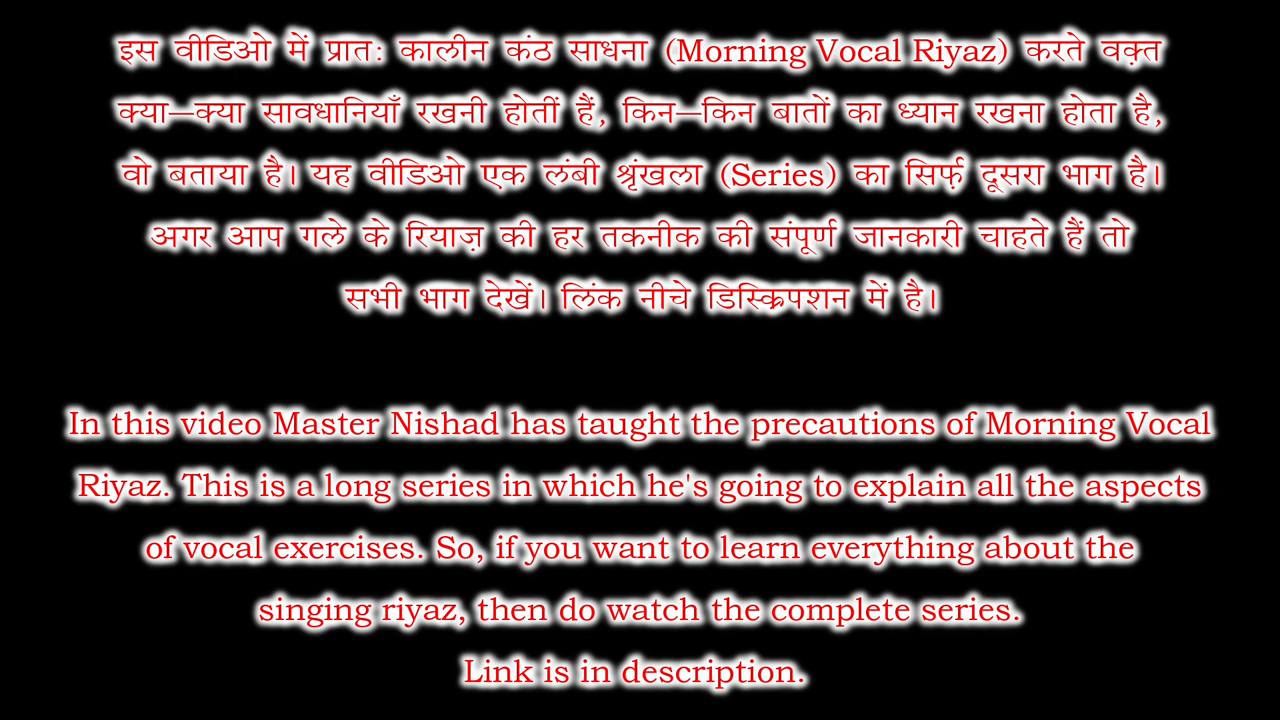 इस वीडिओ में प्रातः कालीन कंठ साधना (Morning Vocal Riyaz) करते वक़्त
क्या—क्या सावधानियाँ रखनी होतीं हैं, किन—किन बातों का ध्यान रखना होता है,
वो बताया है। यह वीडिओ एक लंबी श्रृंखला (Series) का सिर्फ़ दूसरा भाग है।
अगर आप गले के रियाज़ की हर तकनीक की संपूर्ण जानकारी चाहते हैं तो
सभी भाग देखें। लिंक नीचे डिस्क्रिपशन में है।
In this video Master Nishad has taught the precautions of Morning Vocal
Riyaz. This is a long series in which he's going to explain all the aspects
of vocal exercises. So, if you want to learn everything about the
singing riyaz, then do watch the complete series.
Link is in description.